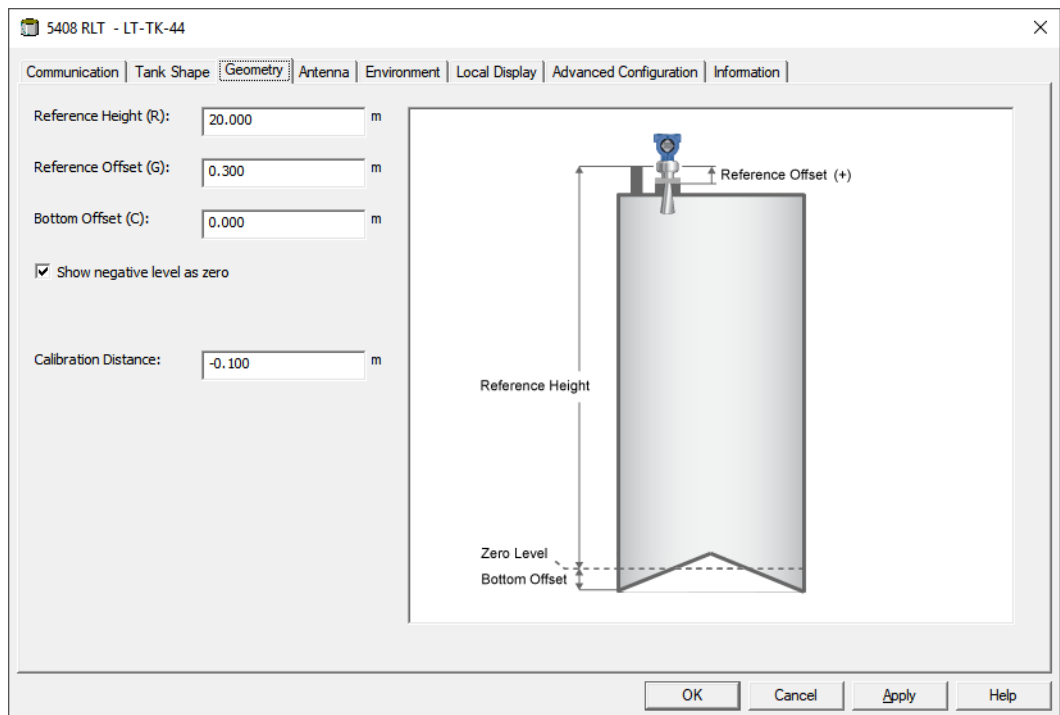 5408 RLT - LT-TK-44
Communication Tank Shape Geometry Antenna Environment Local Display Advanced Configuration Information
Reference Height (R): 20.000 m
Reference Offset (G): 0.300 m
Bottom Offset (C): 0.000 m
Show negative level as zero
Calibration Distance: -0.100 m
Reference Offset (+)
Reference Height
Zero Level
Bottom Offset
OK Cancel Apply Help